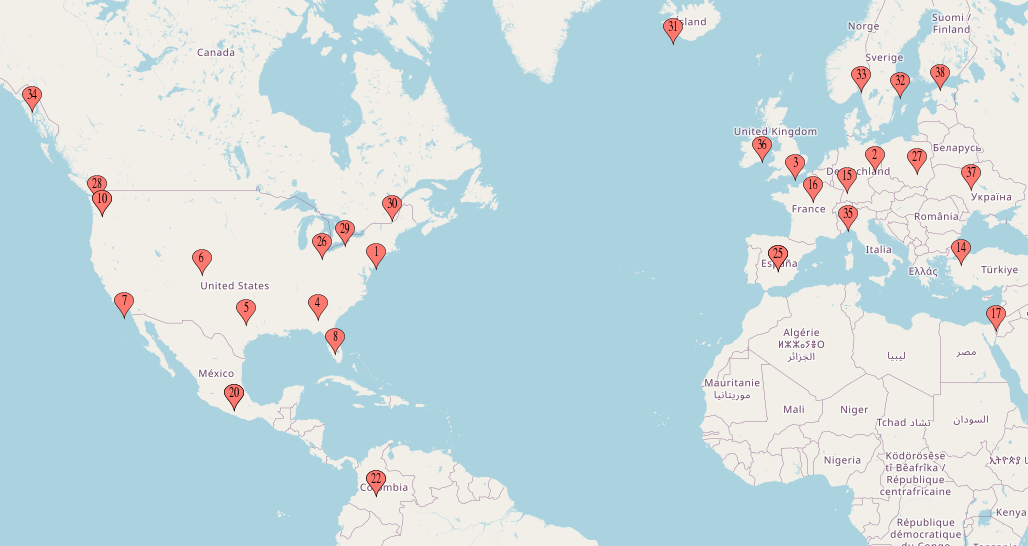 Ísland
31
Suomi /
Finland
Norge
Canada
Sverige
33
38
32
34
United Kingdom
36
Беларусь
2
27
3
Deutschland
37
15
28
16
Україна
10
30
France
35
România
29
26
1
14
Italia
25
España
6
Ελλάς
Türkiye
United States
7
4
5
17
8
Algérie
ⵍⵣⵣⴰⵢⴻⵔ
الجزائر
ليبيا
مصر
México
Mauritanie
موريتانيا
20
Mali
Niger
Tchad تشاد
السودان
Ködörösêse
tî Bêafrîka /
République
centrafricaine
Nigeria
22
Colombia
Kenya
République
démocratique
du Congo